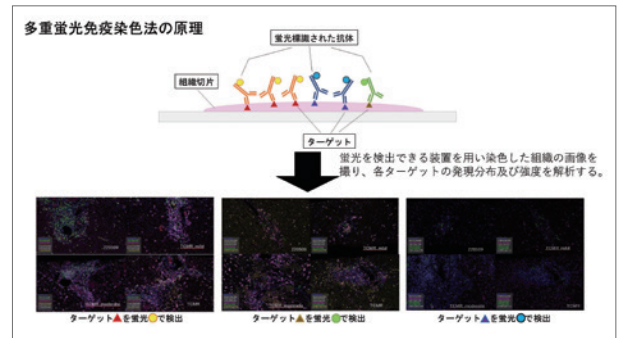 多重蛍光免疫染色法の原理
蛍光標識された抗体
組織切片
ターゲット
蛍光を検出できる装置を用い染色した組織の画像を
撮り、各ターゲットの発現分布及び強度を解析する。
ターゲット▲を蛍光●で検出
ターゲット▲を蛍光●で検出
ターゲット▲を蛍光●で検出